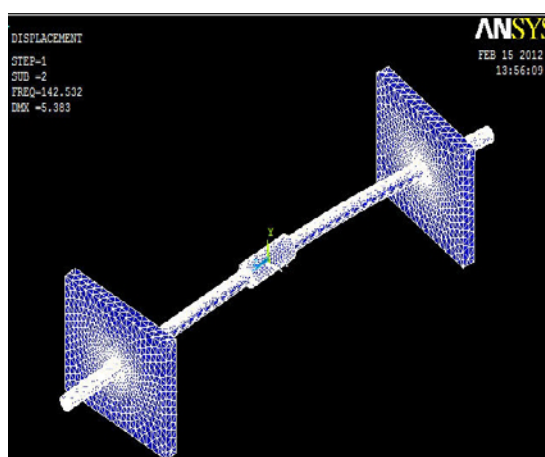 DISPLACEMENT
STEP=1
SUB =2
FREQ=142.532
DMX =5.383
ANSYS
FEB 15 2012
13:56:09
Y